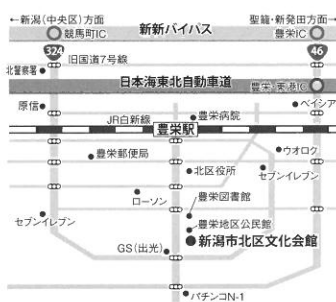 ←新潟(中央区)方面
聖籠・新発田方面→
新新バイパス
競馬町IC
豊栄IC
324
旧国道7号線
46
北警察署
日本海東北自動車道
豊栄新潟東港IC
原信
豊栄病院
ベイシア
JR白新線
豊栄駅
豊栄郵便局
北区役所
ウオロク
セブンイレブン
ローソン
豊栄図書館
セブンイレブン
豊栄地区公民館
新潟市北区文化会館
GS(出光)
パチンコN-1